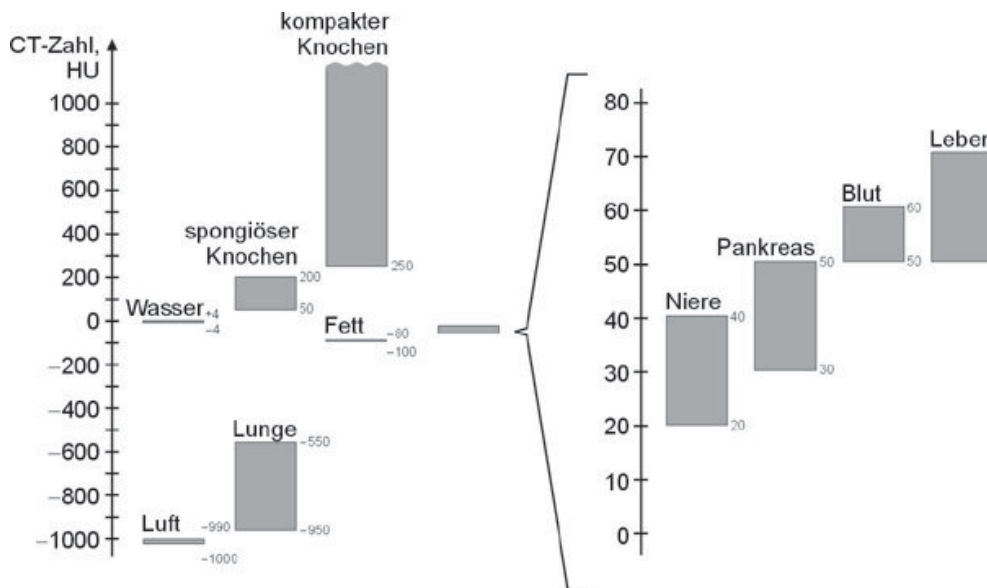 CT-Zahl,
HU
1000
800
600
400
200
0
–200
–400
–600
–800
–1000
kompakter
Knochen
250
spongiöser
Knochen
200
50
Wasser
+4
–4
Fett
–80
–100
Lunge
–550
–950
Luft
–990
–1000
80
70
60
50
40
30
20
10
0
Leber
Blut
60
50
Pankreas
50
30
Niere
40
20